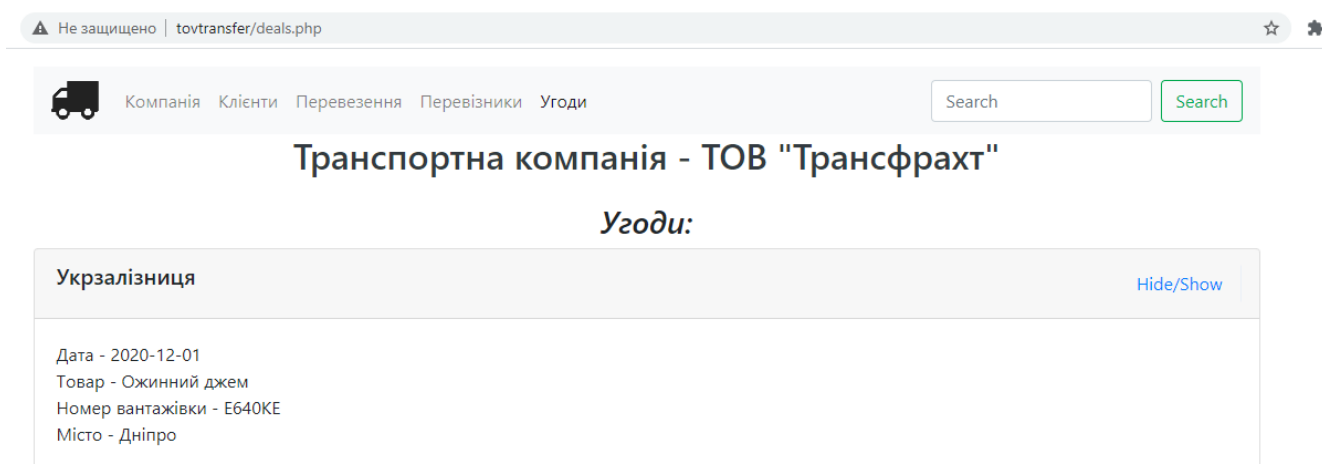 Не защищено | tovtransfer/deals.php
Компанія Клієнти Перевезення Перевізники Угоди Search Search
Транспортна компанія - ТОВ "Трансфрахт"
Угоди:
Укрзалізниця Hide/Show
Дата - 2020-12-01
Товар - Ожинний джем
Номер вантажівки - E640KE
Місто - Дніпро